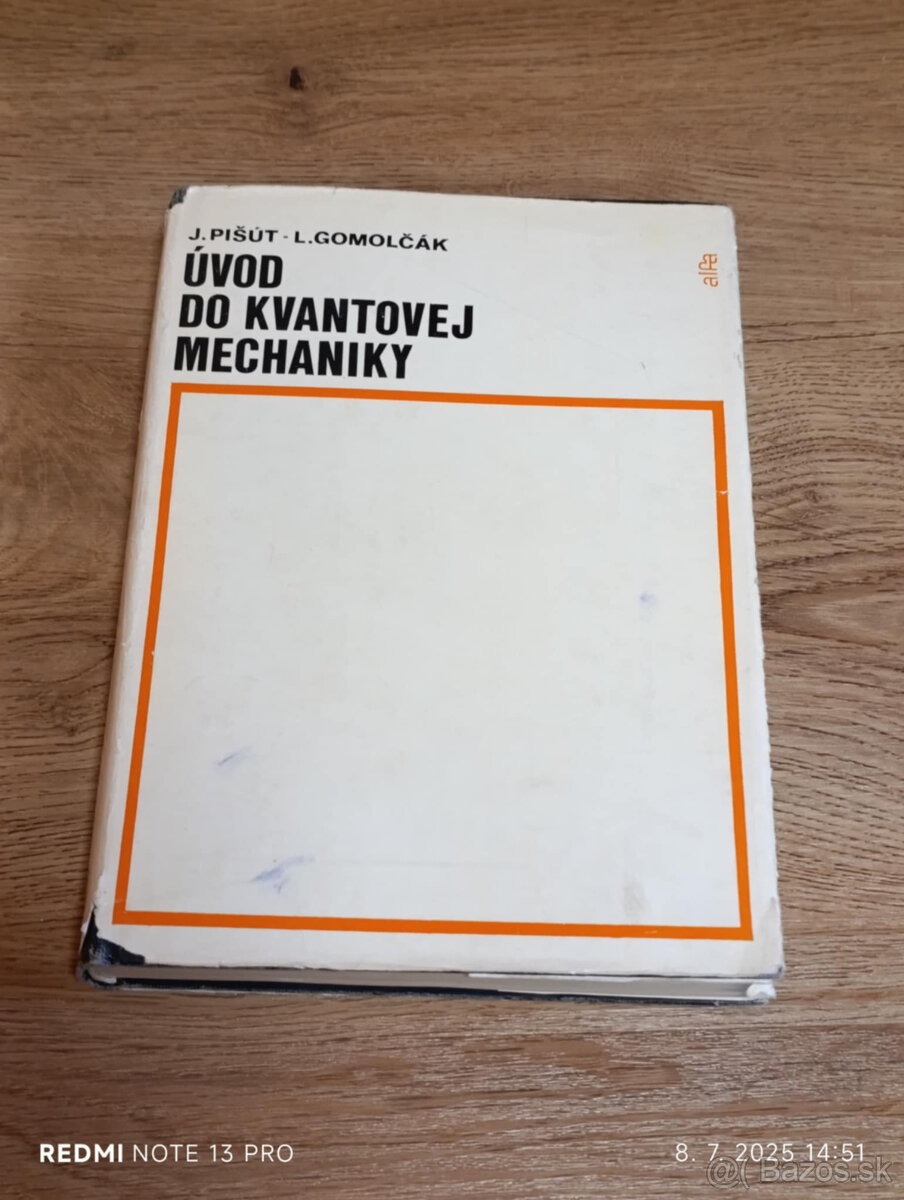 J. PIŠÚT - L. GOMOLČÁK
ÚVOD
DO KVANTOVEJ
MECHANIKY
alfa
REDMI NOTE 13 PRO
8. 7. 2025 14:51
@( Bazos.sk